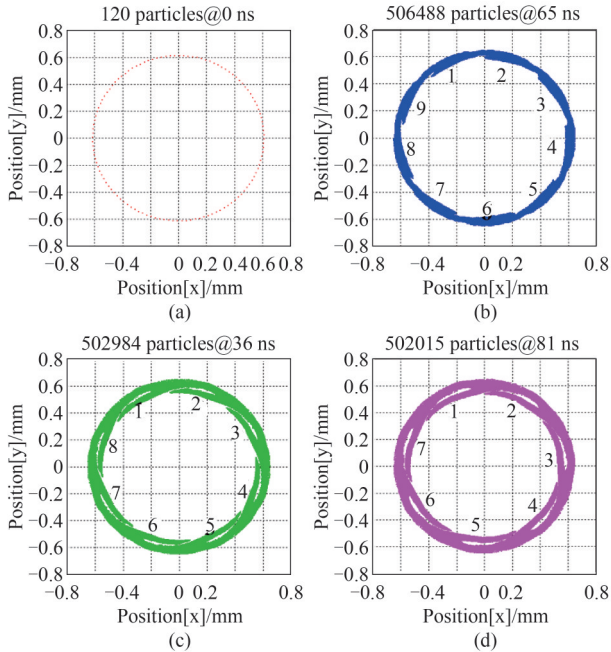 120 particles@0 ns
0.8
0.6
0.4
0.2
0
−0.2
−0.4
−0.6
−0.8
Position[y]/mm
−0.8 −0.4 0 0.2 0.4 0.6 0.8
Position[x]/mm
(a)
506488 particles@65 ns
0.8
0.6
0.4
0.2
0
−0.2
−0.4
−0.6
−0.8
Position[y]/mm
1 2
3
9
4
8
5
7
6
−0.8 −0.4 0 0.2 0.8
Position[x]/mm
(b)
502984 particles@36 ns
0.8
0.6
0.4
0.2
0
−0.2
−0.4
−0.6
−0.8
Position[y]/mm
1 2
3
8
7 4
6 5
−0.8 −0.4 0 0.2 0.8
Position[x]/mm
(c)
502015 particles@81 ns
0.8
0.6
0.4
0.2
0
−0.2
−0.4
−0.6
−0.8
Position[y]/mm
1 2
7
3
6 4
5
−0.8 −0.4 0 0.2 0.8
Position[x]/mm
(d)